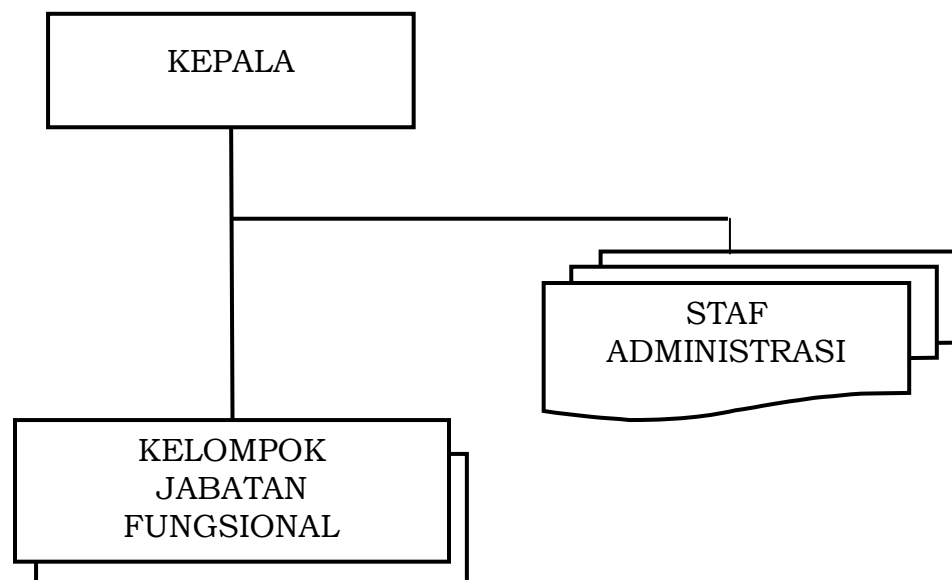 KEPALA
STAF
ADMINISTRASI
KELOMPOK
JABATAN
FUNGSIONAL